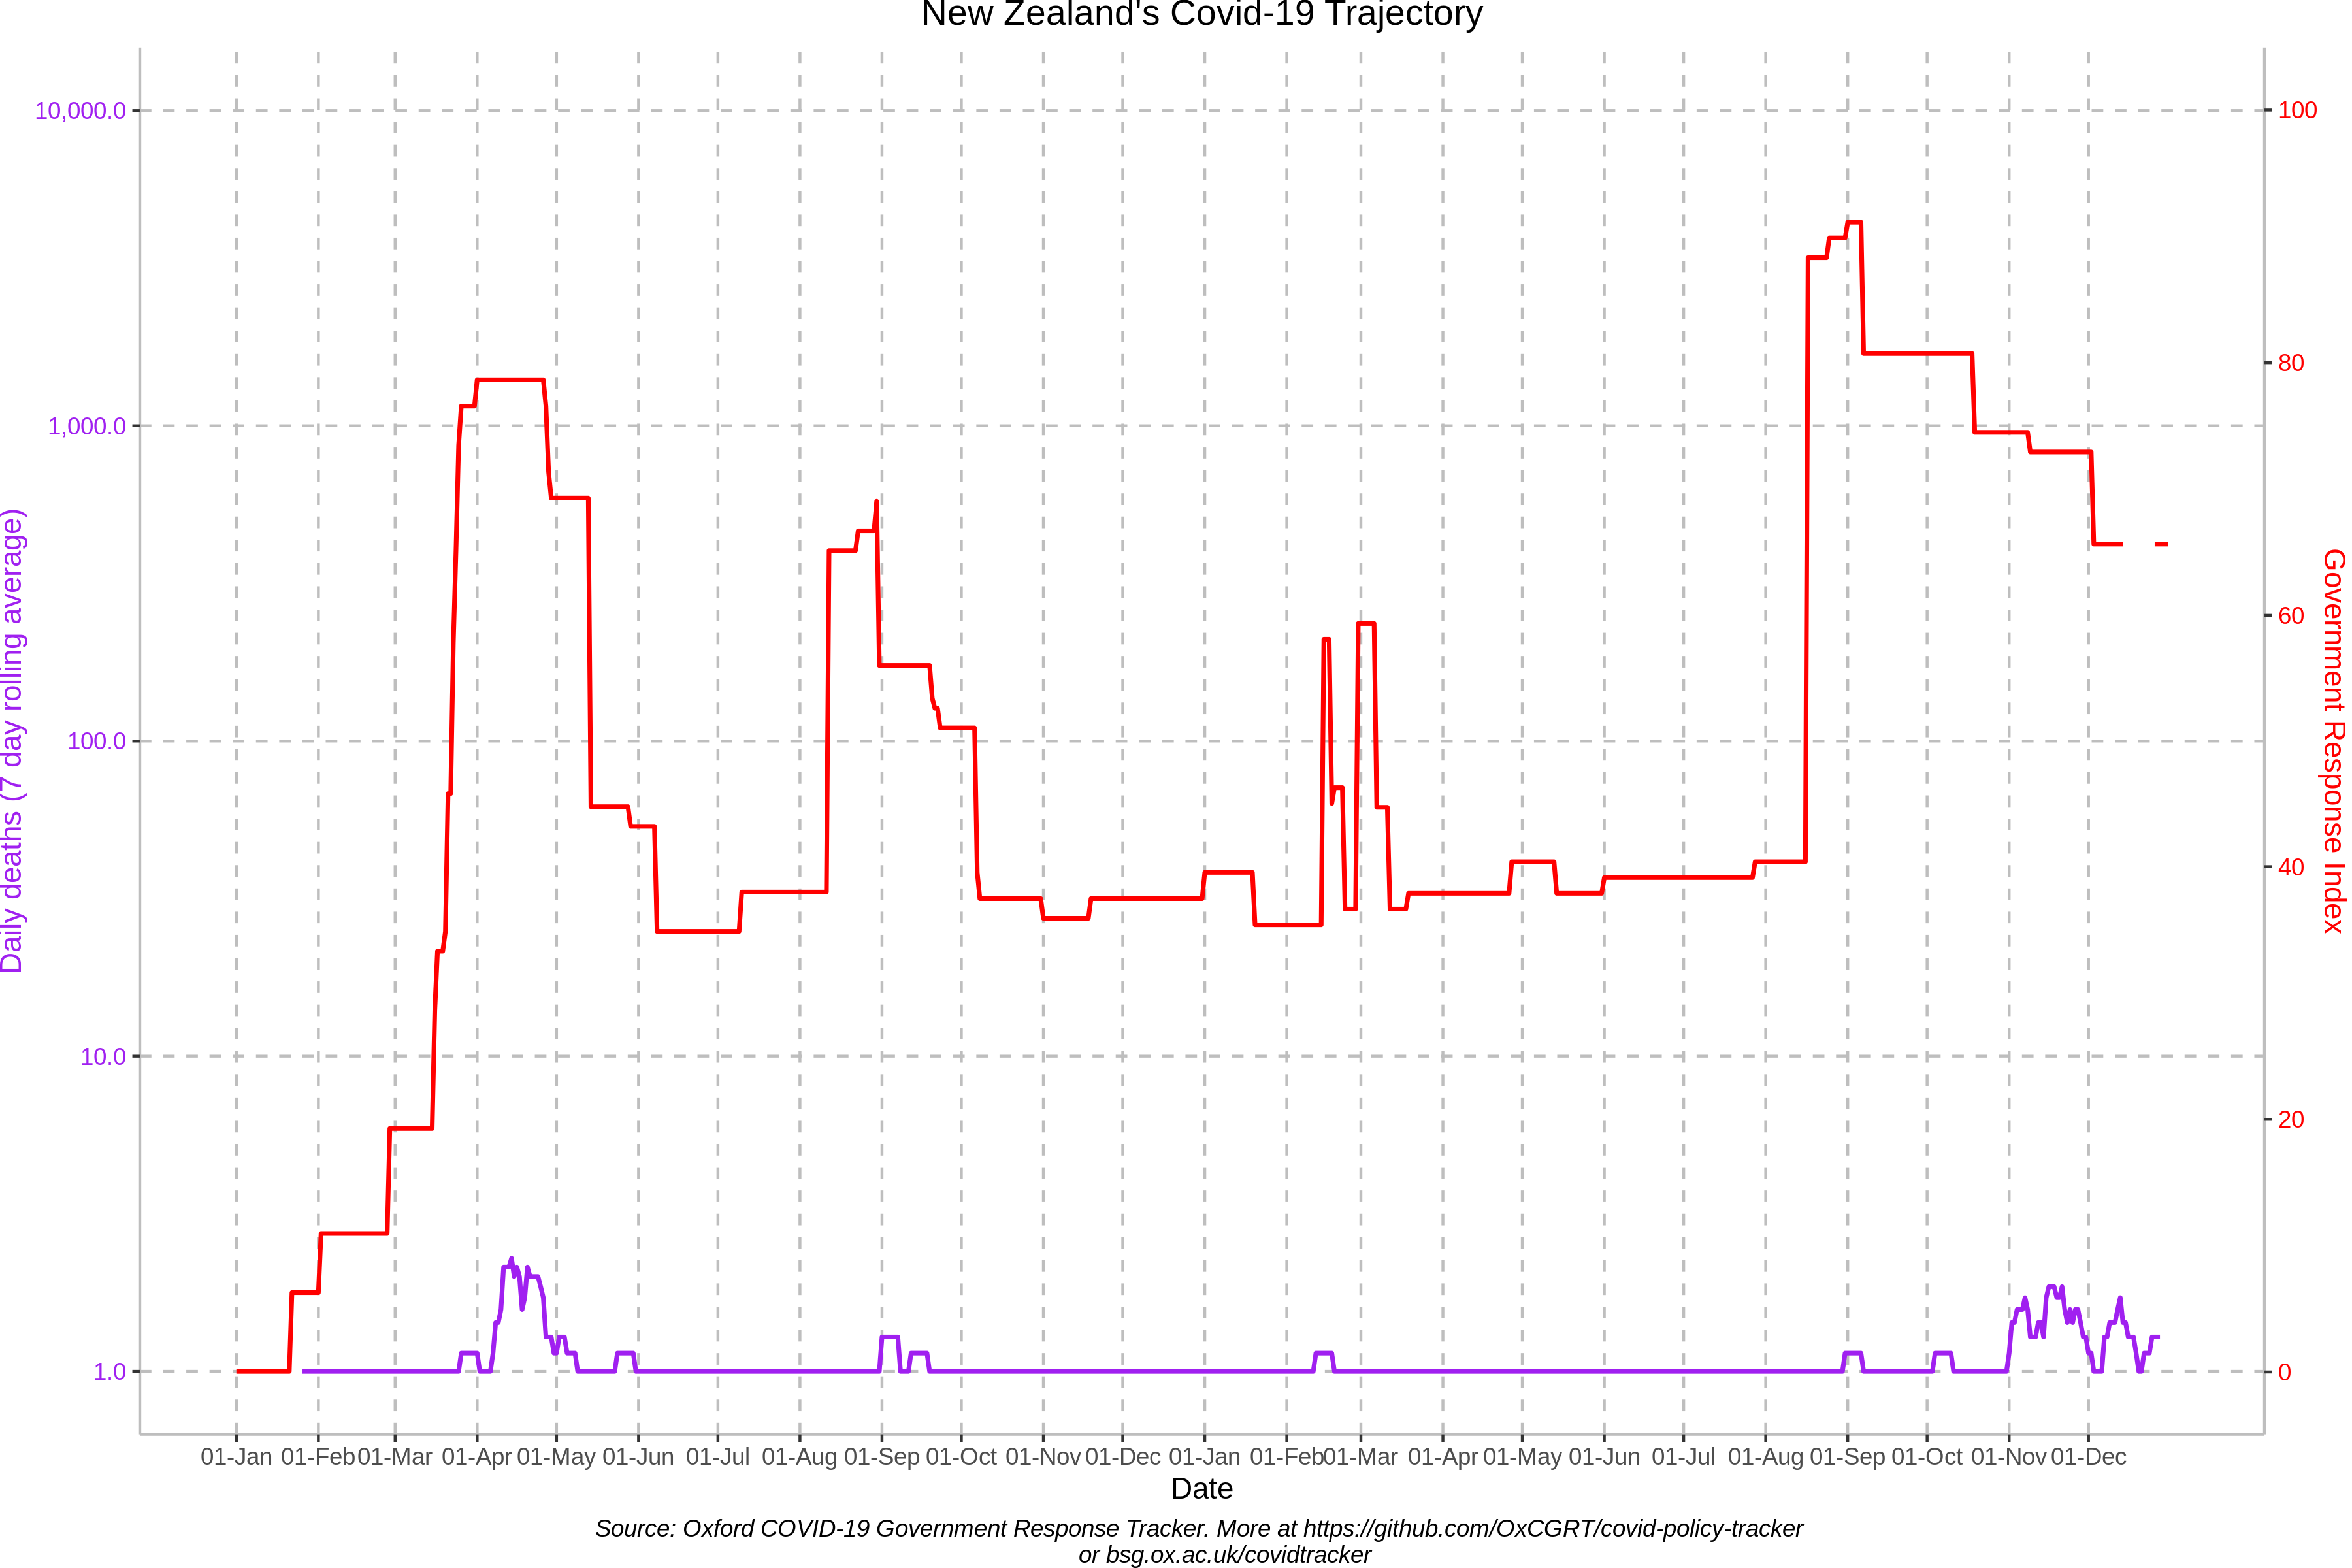 New Zealand's Covid-19 Trajectory
10,000.0
1,000.0
100.0
10.0
1.0
Daily deaths (7 day rolling average)
100
80
60
40
20
0
Government Response Index
01-Jan 01-Feb 01-Mar 01-Apr 01-May 01-Jun 01-Jul 01-Aug 01-Sep 01-Oct 01-Nov 01-Dec 01-Jan 01-Feb 01-Mar 01-Apr 01-May 01-Jun 01-Jul 01-Aug 01-Sep 01-Oct 01-Nov 01-Dec
Date
Source: Oxford COVID-19 Government Response Tracker. More at https://github.com/OxCGRT/covid-policy-tracker
or bsg.ox.ac.uk/covidtracker